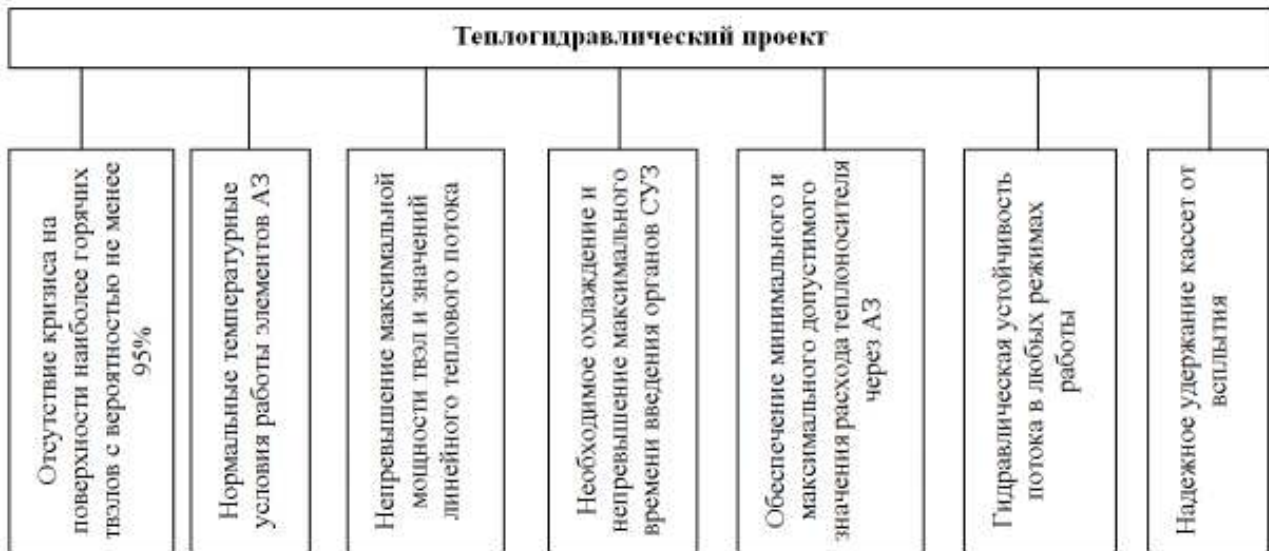 Теплогидравлический проект
Отсутствие кризиса на
поверхности наиболее горячих
твэлов с вероятностью не менее
95%
Нормальные температурные
условия работы элементов АЗ
Непревышение максимальной
мощности твэл и значений
линейного теплового потока
Необходимое охлаждение и
непревышение максимального
времени введения органов СУЗ
Обеспечение минимального и
максимального допустимого
значения расхода теплоносителя
через АЗ
Гидравлическая устойчивость
потока в любых режимах
работы
Надежное удержание кассет от
всплытия